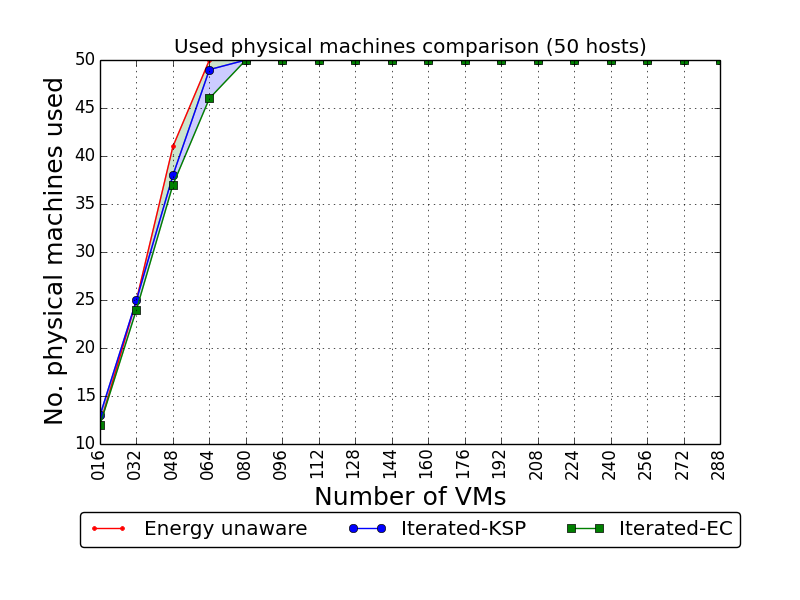 Used physical machines comparison (50 hosts)
No. physical machines used
50
45
40
35
30
25
20
15
10
016 032 048 064 080 096 112 128 144 160 176 192 208 224 240 256 272 288
Number of VMs
Energy unaware Iterated-KSP Iterated-EC